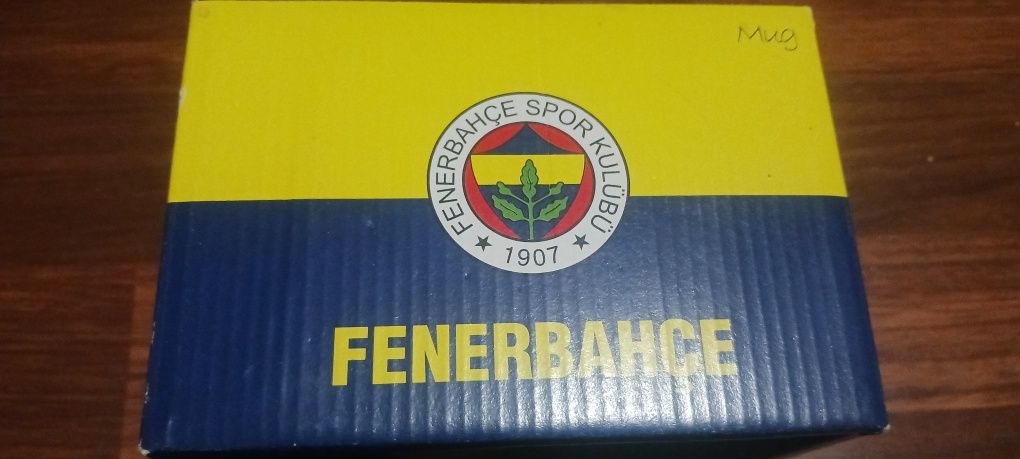 Mug
FENERBAHÇE SPOR KULÜBÜ
★ 1907 ★
FENERBAHÇE